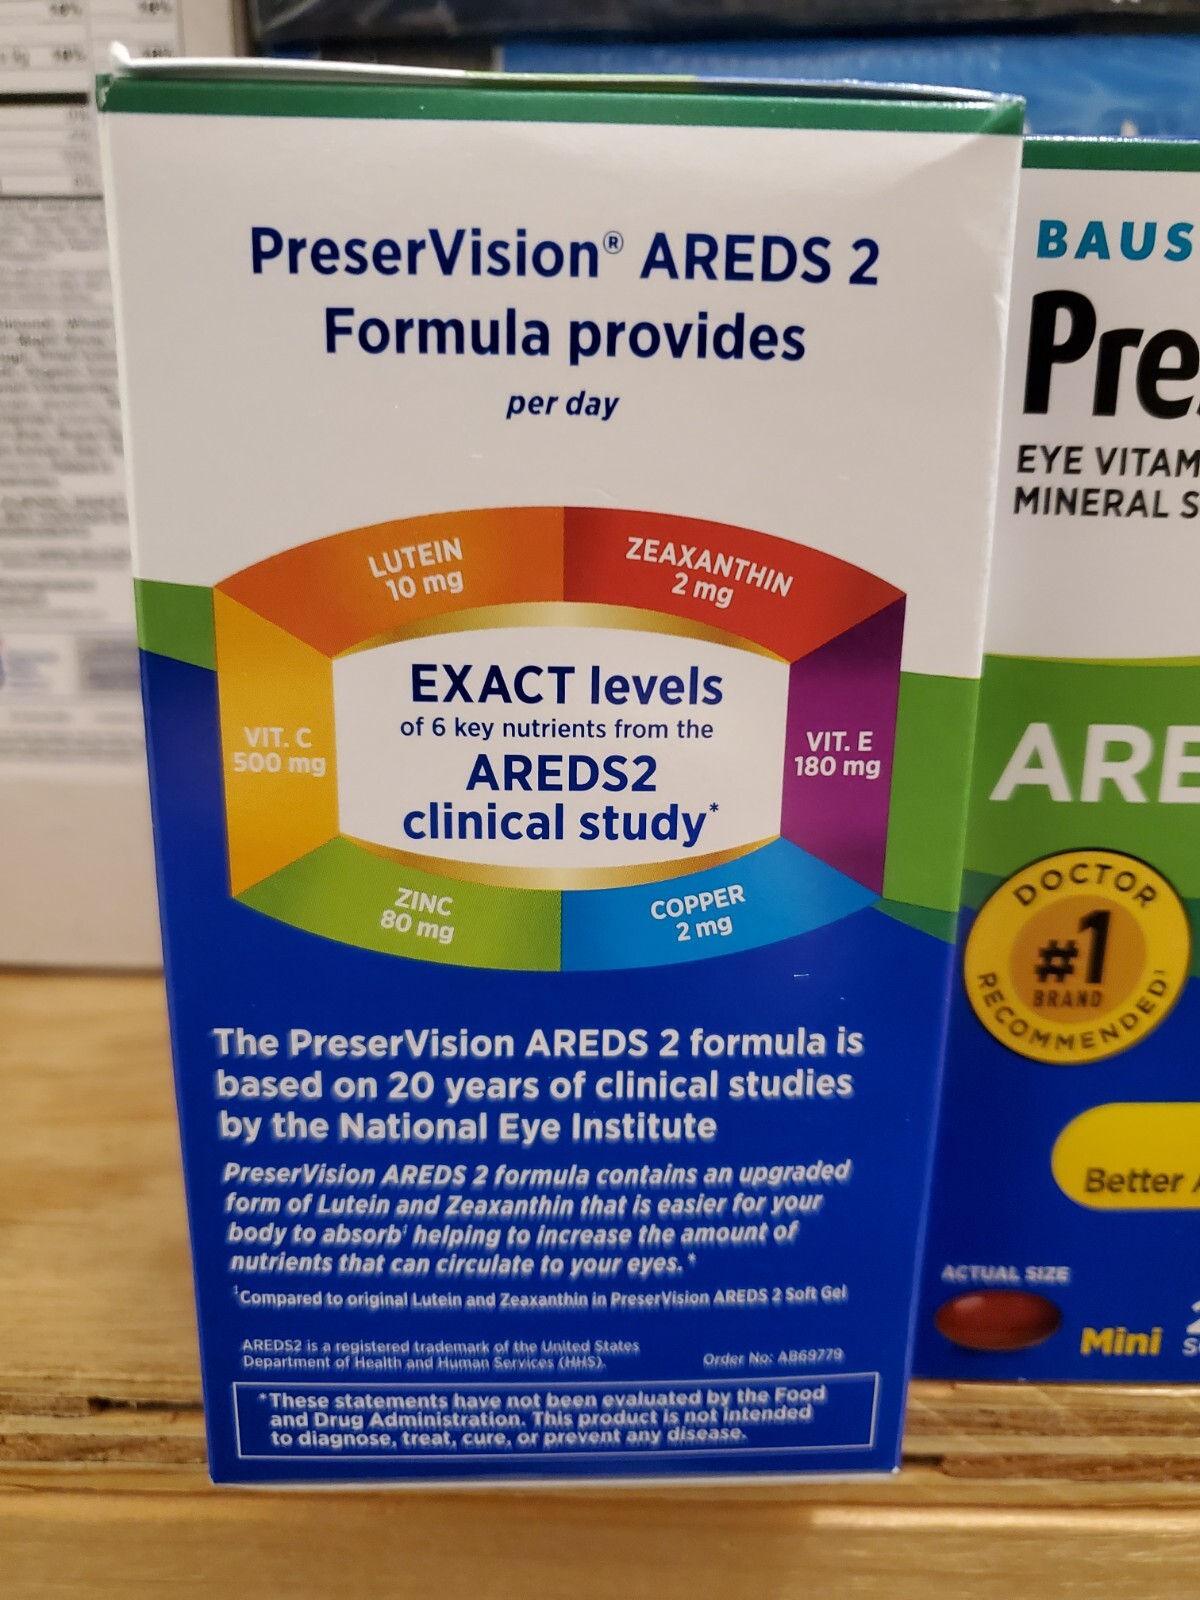 PreserVision® AREDS 2
Formula provides
per day
LUTEIN
10 mg
ZEAXANTHIN
2 mg
VIT. C
500 mg
EXACT levels
of 6 key nutrients from the
AREDS2
clinical study*
VIT. E
180 mg
ZINC
80 mg
COPPER
2 mg
The PreserVision AREDS 2 formula is
based on 20 years of clinical studies
by the National Eye Institute
PreserVision AREDS 2 formula contains an upgraded
form of Lutein and Zeaxanthin that is easier for your
body to absorb¹ helping to increase the amount of
nutrients that can circulate to your eyes.*
¹Compared to original Lutein and Zeaxanthin in PreserVision AREDS 2 Soft Gel
AREDS2 is a registered trademark of the United States
Department of Health and Human Services (HHS).
Order No: AB69779
*These statements have not been evaluated by the Food
and Drug Administration. This product is not intended
to diagnose, treat, cure, or prevent any disease.
BAUS
Pre
EYE VITAM
MINERAL S
ARE
DOCTOR
#1
BRAND
RECOMMENDED¹
Better
ACTUAL SIZE
Mini